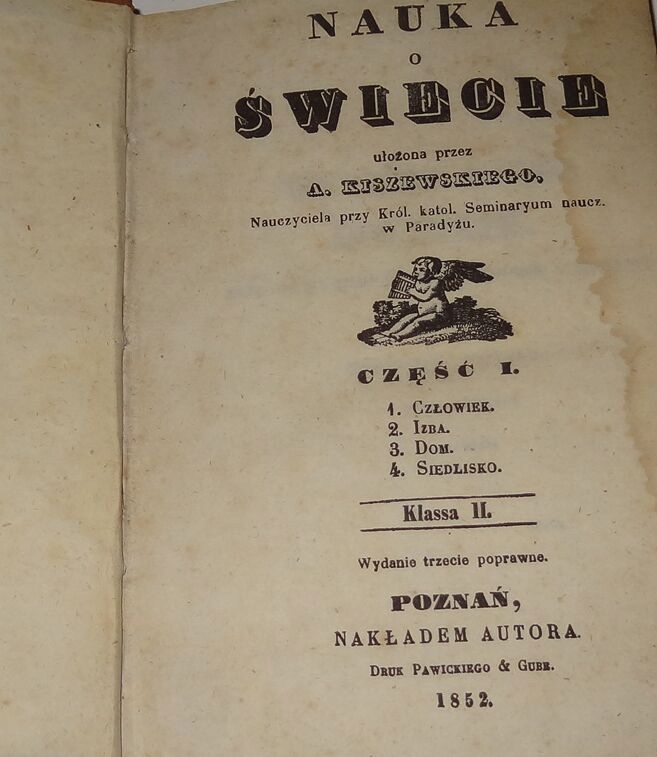 NAUKA
O
ŚWIECIE
ułożona przez
A. KISZEWSKIEGO,
Nauczyciela przy Król. katol. Seminaryum naucz.
w Paradyżu.
CZĘŚĆ I.
1. CZŁOWIEK.
2. IZBA.
3. DOM.
4. SIEDLISKO.
Klassa II.
Wydanie trzecie poprawne.
POZNAŃ,
NAKŁADEM AUTORA.
DRUK PAWICKIEGO & GUBE.
1852.